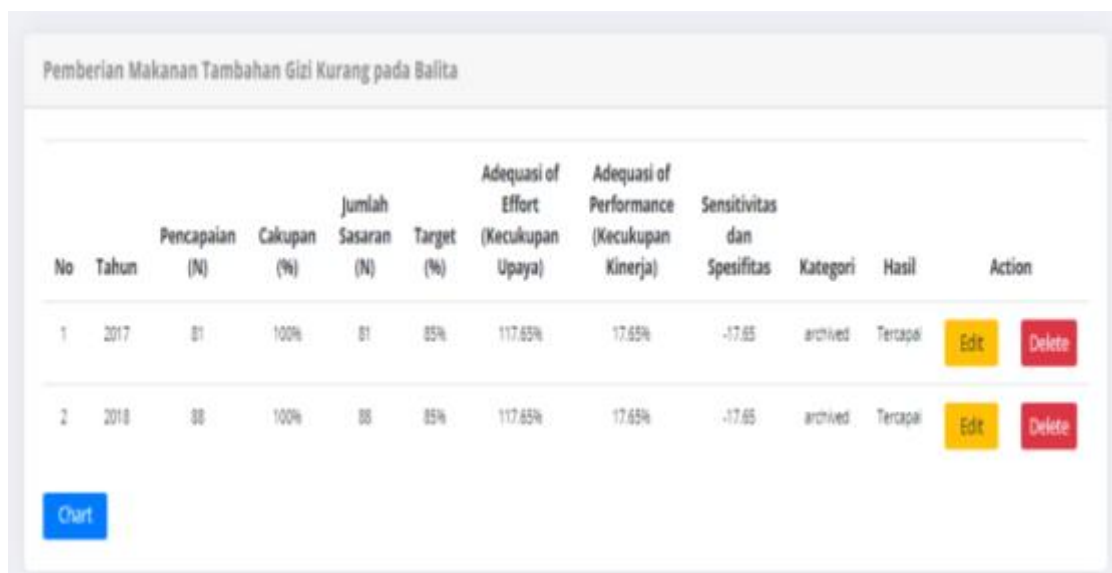 Pemberian Makanan Tambahan Gizi Kurang pada Balita
No Tahun Pencapaian (N) Cakupan (%) Jumlah Sasaran (N) Target (%) Adequasi of Effort (Kecukupan Upaya) Adequasi of Performance (Kecukupan Kinerja) Sensitivitas dan Spesifitas Kategori Hasil Action
1 2017 81 100% 81 85% 117.65% 17.65% -17.65 archived Tercapai Edit Delete
2 2018 88 100% 88 85% 117.65% 17.65% -17.65 archived Tercapai Edit Delete
Chart